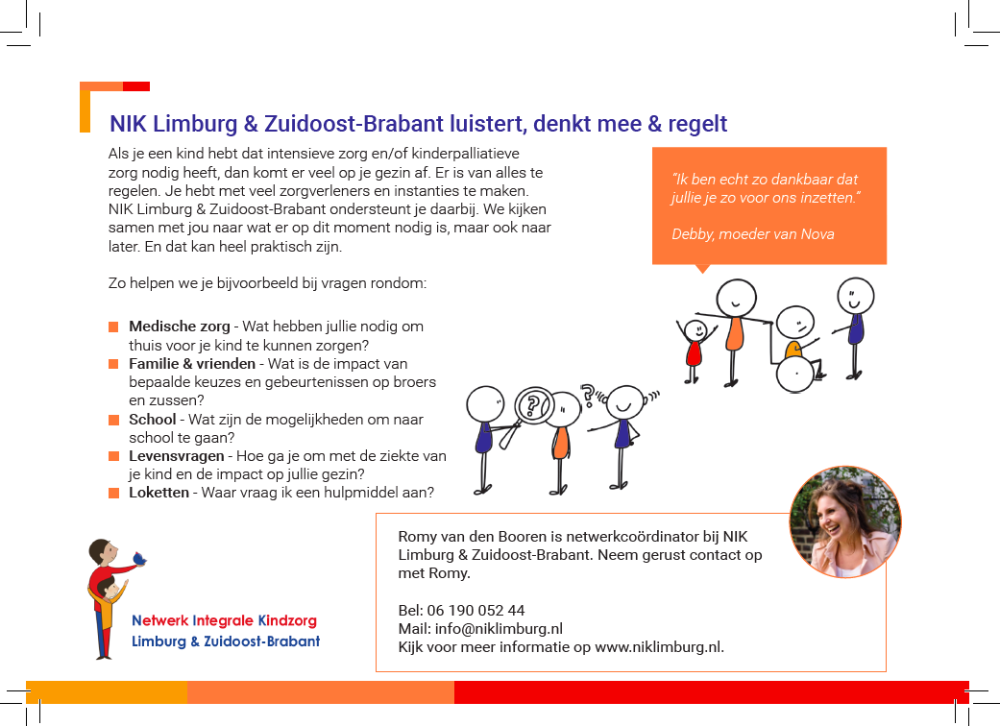 NIK Limburg & Zuidoost-Brabant luistert, denkt mee & regelt
Als je een kind hebt dat intensieve zorg en/of kinderpalliatieve
zorg nodig heeft, dan komt er veel op je gezin af. Er is van alles te
regelen. Je hebt met veel zorgverleners en instanties te maken.
NIK Limburg & Zuidoost-Brabant ondersteunt je daarbij. We kijken
samen met jou naar wat er op dit moment nodig is, maar ook naar
later. En dat kan heel praktisch zijn.
Zo helpen we je bijvoorbeeld bij vragen rondom:
Medische zorg - Wat hebben jullie nodig om
thuis voor je kind te kunnen zorgen?
Familie & vrienden - Wat is de impact van
bepaalde keuzes en gebeurtenissen op broers
en zussen?
School - Wat zijn de mogelijkheden om naar
school te gaan?
Levensvragen - Hoe ga je om met de ziekte van
je kind en de impact op jullie gezin?
Loketten - Waar vraag ik een hulpmiddel aan?
"Ik ben echt zo dankbaar dat
jullie je zo voor ons inzetten."
Debby, moeder van Nova
?
?
Romy van den Booren is netwerkcoördinator bij NIK
Limburg & Zuidoost-Brabant. Neem gerust contact op
met Romy.
Bel: 06 190 052 44
Mail: info@niklimburg.nl
Kijk voor meer informatie op www.niklimburg.nl.
Netwerk Integrale Kindzorg
Limburg & Zuidoost-Brabant